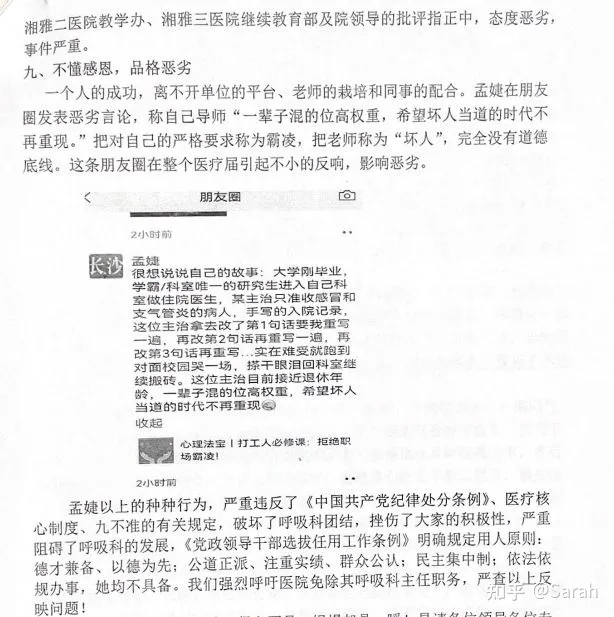 湘雅二医院教学办、湘雅三医院继续教育部及院领导的批评指正中，态度恶劣，
事件严重。
九、不懂感恩，品格恶劣
一个人的成功，离不开单位的平台、老师的栽培和同事的配合。孟婕在朋友
圈发表恶劣言论，称自己导师“一辈子混的位高权重，希望坏人当道的时代不
再重现。”把对自己的严格要求称为霸凌，把老师称为“坏人”，完全没有道德
底线。这条朋友圈在整个医疗届引起不小的反响，影响恶劣。
朋友圈
2小时前
长沙
孟婕
很想说说自己的故事：大学刚毕业，
学霸/科室唯一的研究生进入自己科
室做住院医生，某主治只准收感冒和
支气管炎的病人，手写的入院记录，
这位主治拿去改了第1句话要我重写
一遍，再改第2句话再重写一遍，再
改第3句话再重写...实在难受就跑到
对面校园哭一场，搽干眼泪回科室继
续搬砖。这位主治目前接近退休年
龄，一辈子混的位高权重，希望坏人
当道的时代不再重现
收起
心理法宝丨打工人必修课：拒绝职
场霸凌！
2小时前
孟婕以上的种种行为，严重违反了《中国共产党纪律处分条例》、医疗核
心制度、九不准的有关规定，破坏了呼吸科团结，挫伤了大家的积极性，严重
阻碍了呼吸科的发展，《党政领导干部选拔任用工作条例》明确规定用人原则：
德才兼备、以德为先；公道正派、注重实绩、群众公认；民主集中制；依法依
规办事，她均不具备。我们强烈呼吁医院免除其呼吸科主任职务，严查以上反
映问题！
知乎 @Sarah